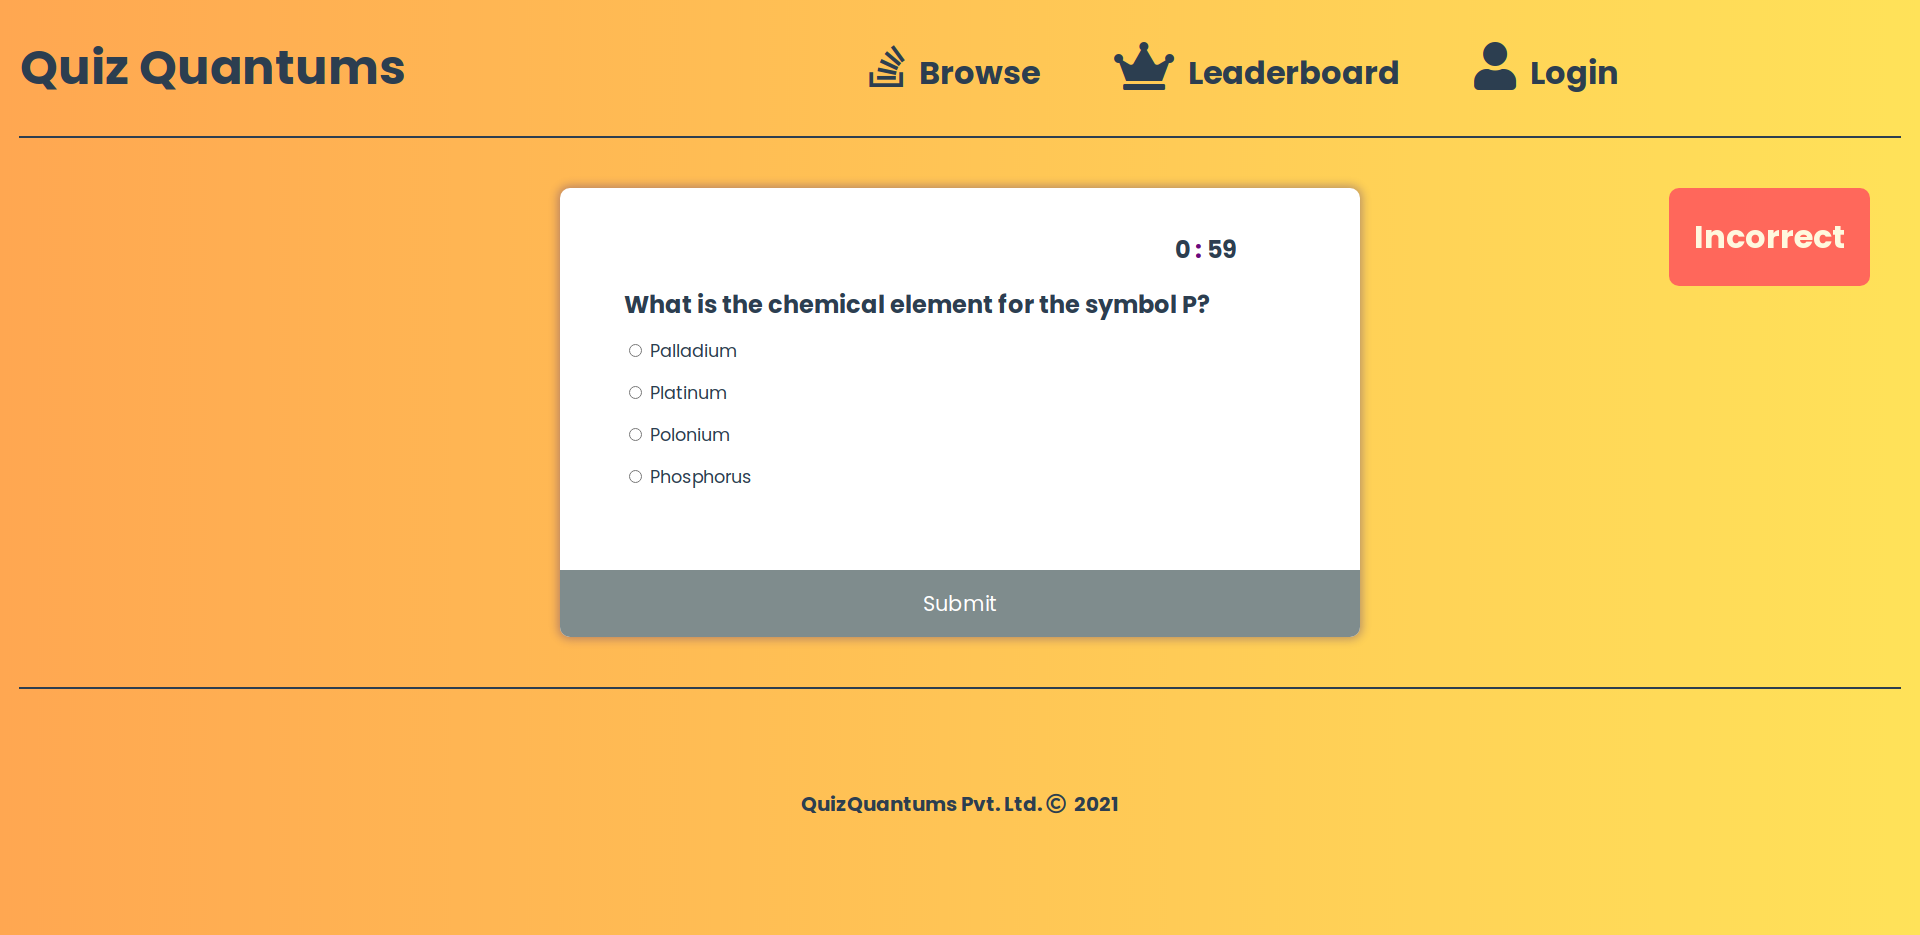 Quiz Quantums
Browse
Leaderboard
Login
Incorrect
0 : 59
What is the chemical element for the symbol P?
Palladium
Platinum
Polonium
Phosphorus
Submit
QuizQuantums Pvt. Ltd.© 2021